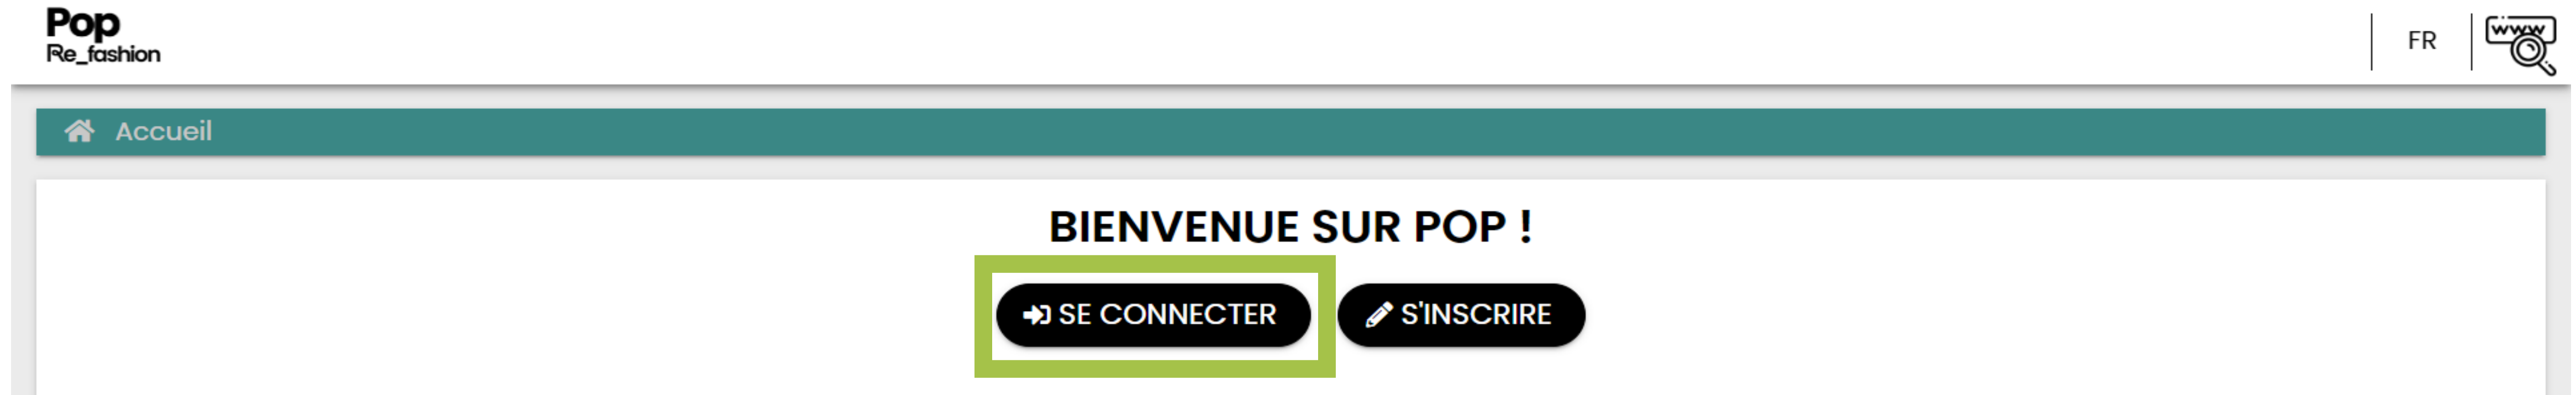 Pop
Re_fashion
FR
www
Accueil
BIENVENUE SUR POP !
SE CONNECTER
S'INSCRIRE